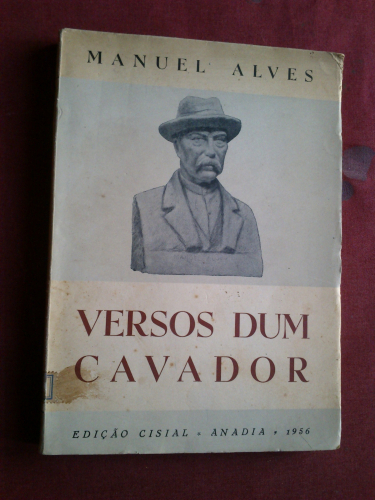 MANUEL ALVES
VERSOS DUM
CAVADOR
EDIÇÃO CISIAL * ANADIA * 1956